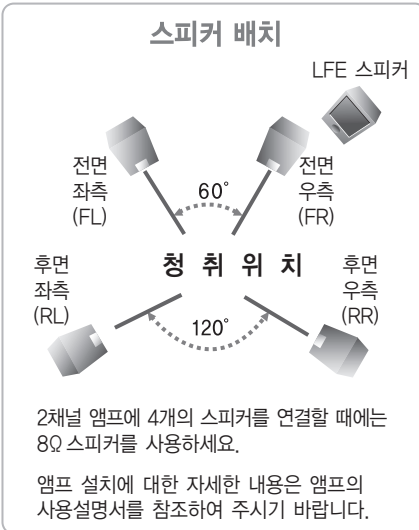 스피커 배치
LFE 스피커
전면
좌측
(FL)
60°
전면
우측
(FR)
후면
좌측
(RL)
청 취 위 치
120°
후면
우측
(RR)
2채널 앰프에 4개의 스피커를 연결할 때에는
8Ω 스피커를 사용하세요.
앰프 설치에 대한 자세한 내용은 앰프의
사용설명서를 참조하여 주시기 바랍니다.